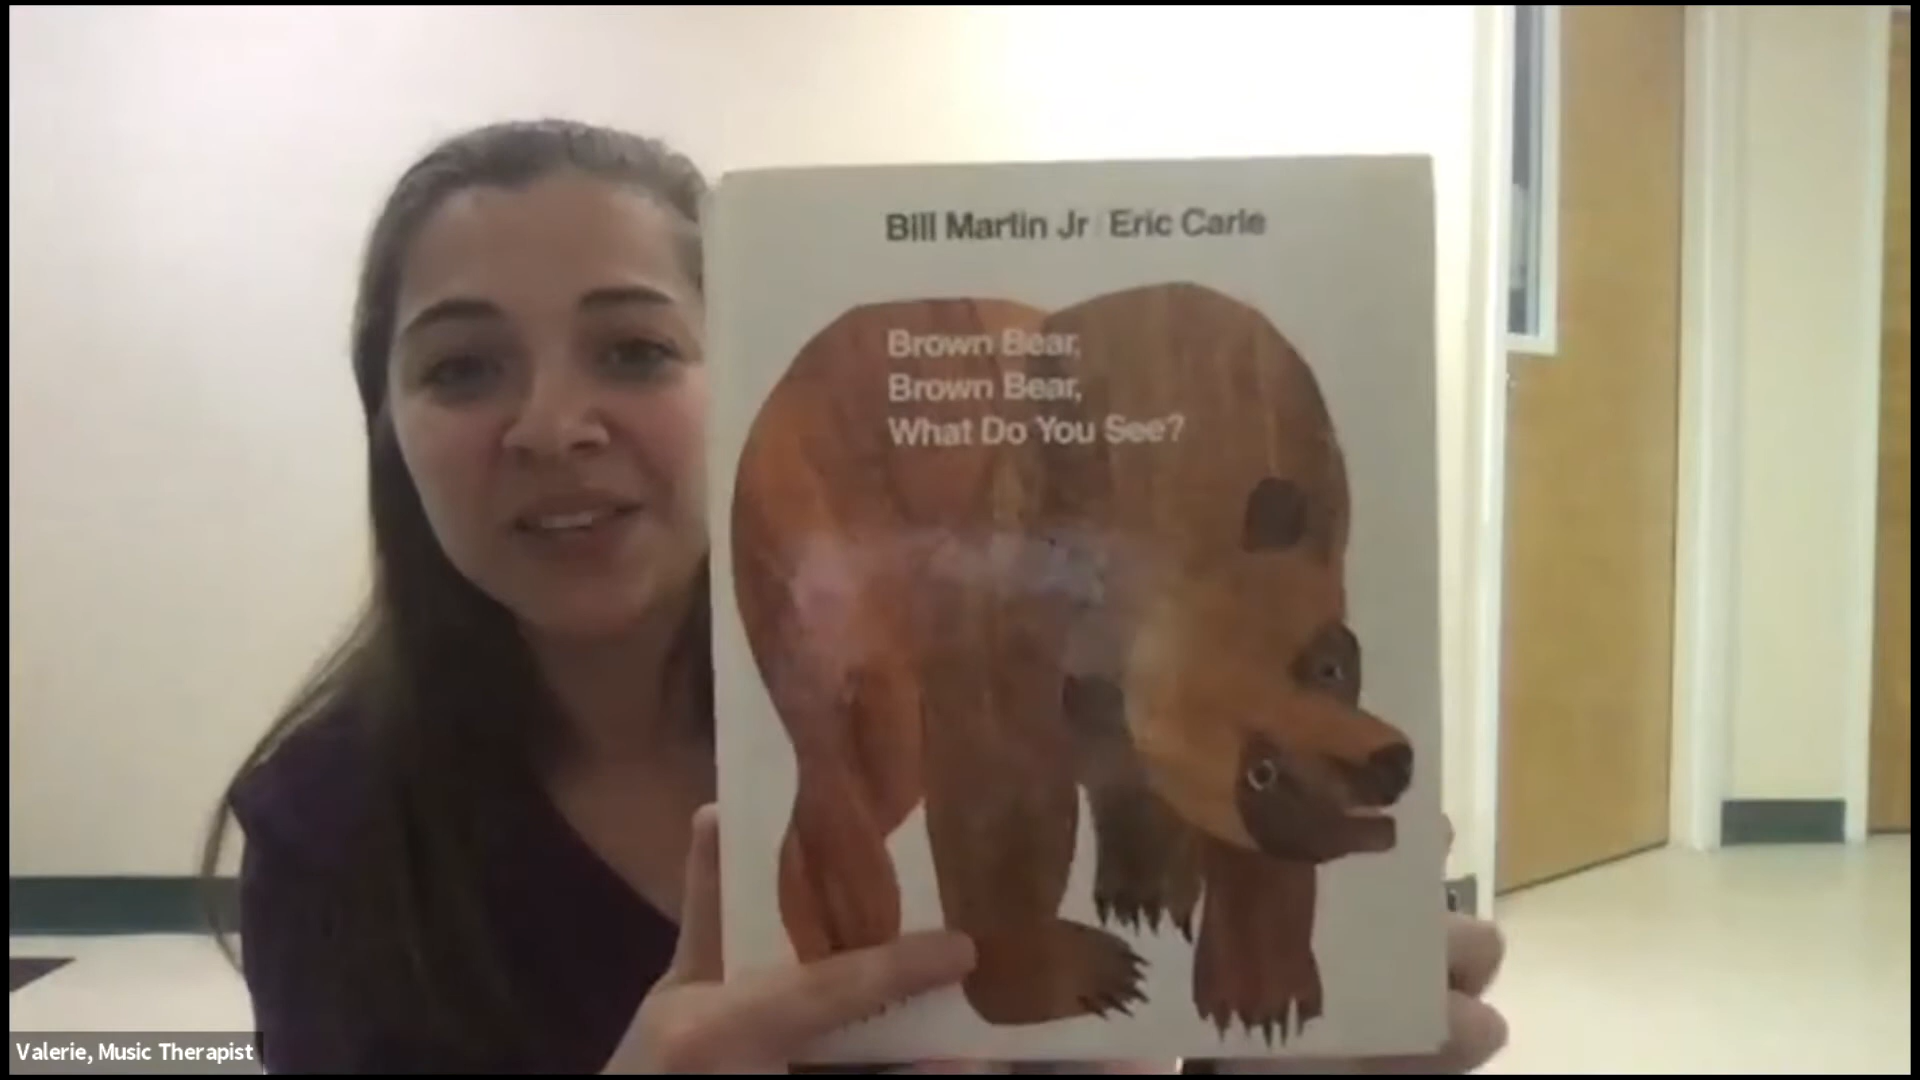 Bill Martin Jr / Eric Carle
Brown Bear,
Brown Bear,
What Do You See?
Valerie, Music Therapist